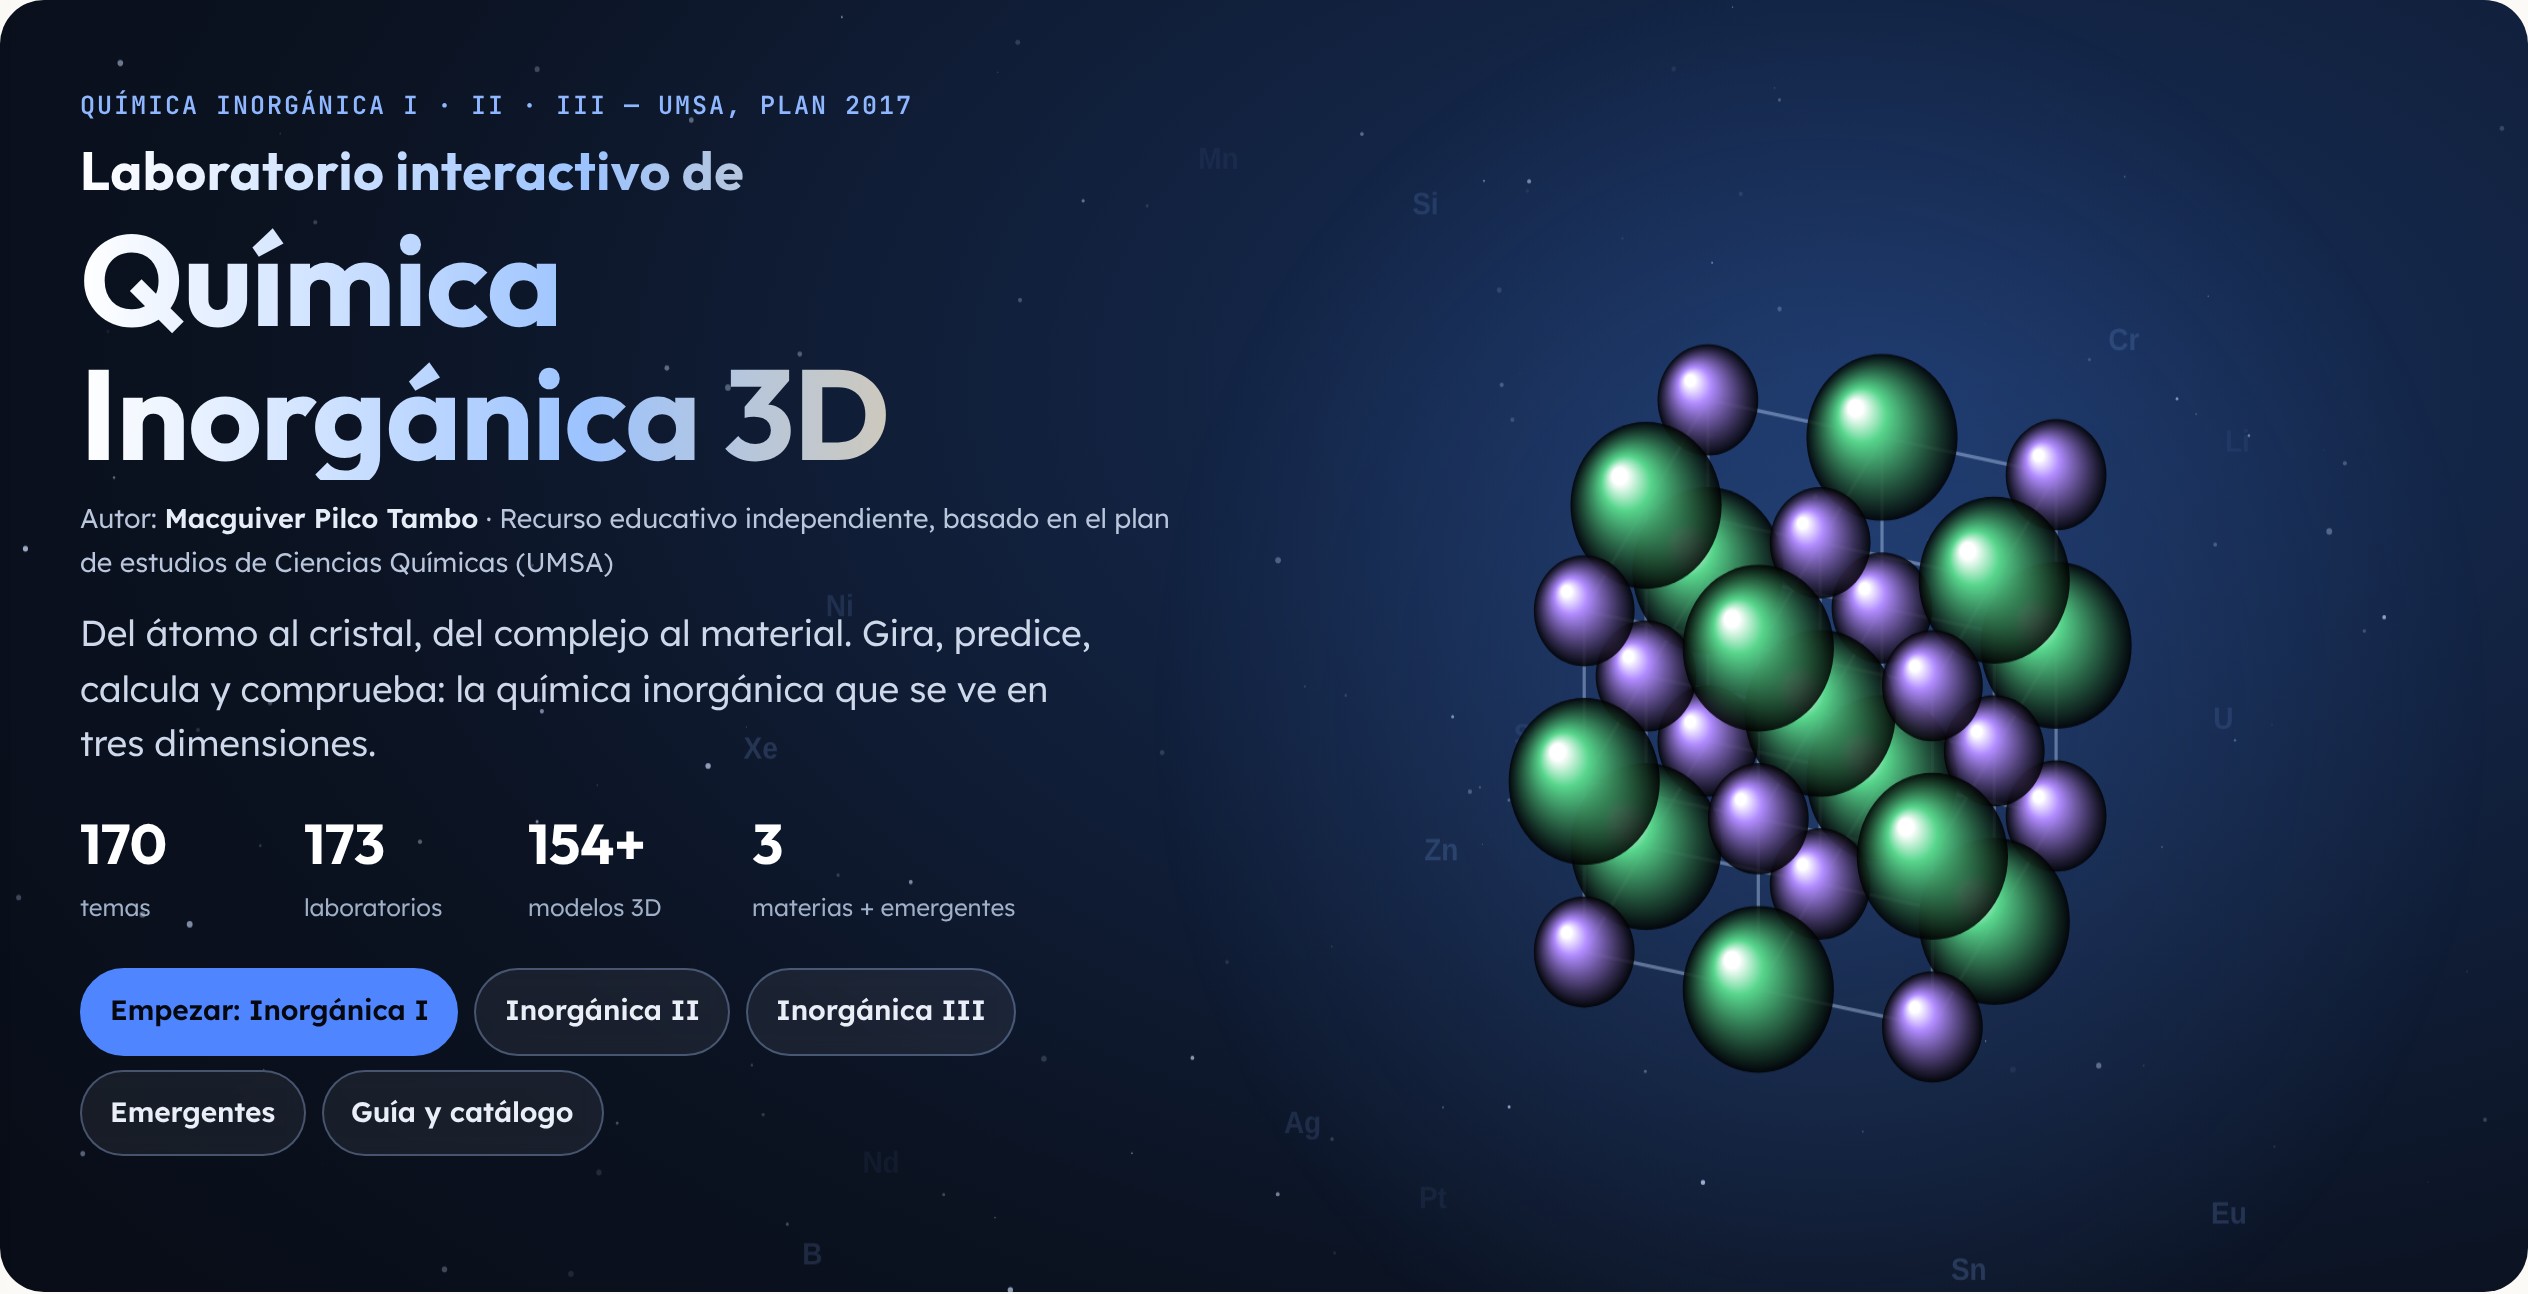 QUÍMICA INORGÁNICA I · II · III — UMSA, PLAN 2017
Laboratorio interactivo de
Química
Inorgánica 3D
Autor: Macguiver Pilco Tambo · Recurso educativo independiente, basado en el plan
de estudios de Ciencias Químicas (UMSA)
Del átomo al cristal, del complejo al material. Gira, predice,
calcula y comprueba: la química inorgánica que se ve en
tres dimensiones.
170
173
154+
3
temas
laboratorios
modelos 3D
materias + emergentes
Empezar: Inorgánica I
Inorgánica II
Inorgánica III
Emergentes
Guía y catálogo
Mn
Si
Cr
Li
Ni
U
Xe
Zn
Ag
Nd
Pt
Eu
B
Sn